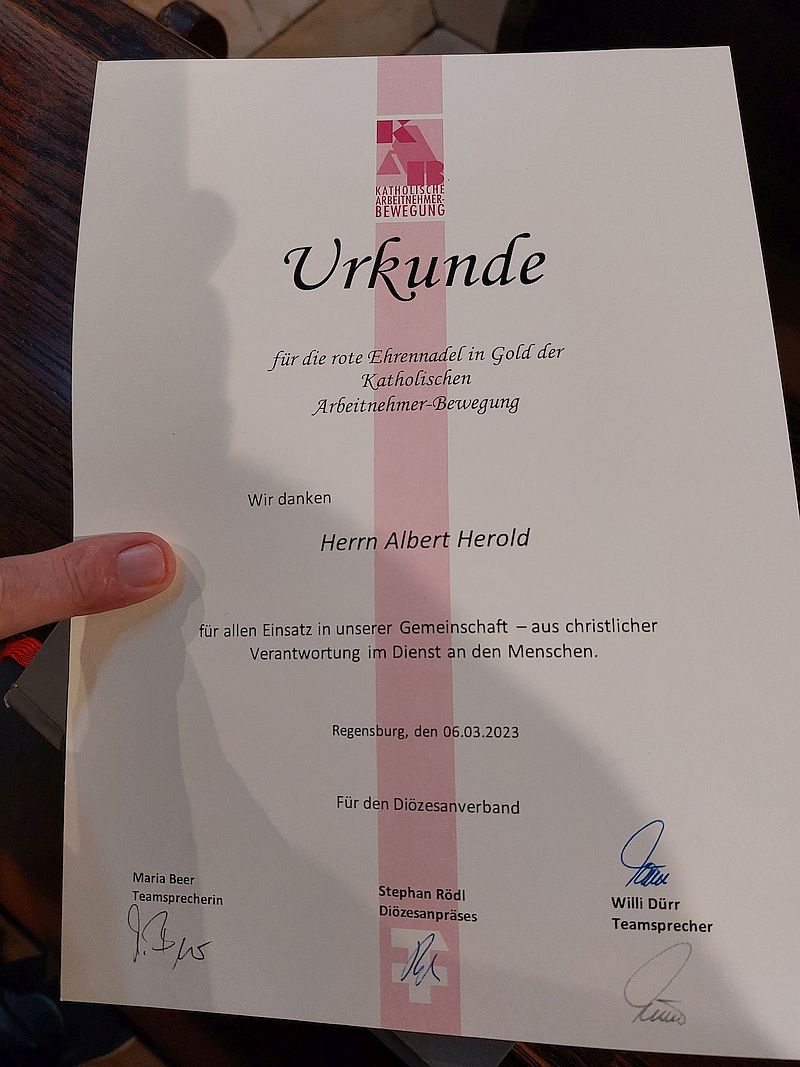 KAB
KATHOLISCHE
ARBEITNEHMER-
BEWEGUNG
Urkunde
für die rote Ehrennadel in Gold der
Katholischen
Arbeitnehmer-Bewegung
Wir danken
Herrn Albert Herold
für allen Einsatz in unserer Gemeinschaft – aus christlicher
Verantwortung im Dienst an den Menschen.
Regensburg, den 06.03.2023
Für den Diözesanverband
Maria Beer
Teamsprecherin
Stephan Rödl
Diözesanpräses
Willi Dürr
Teamsprecher